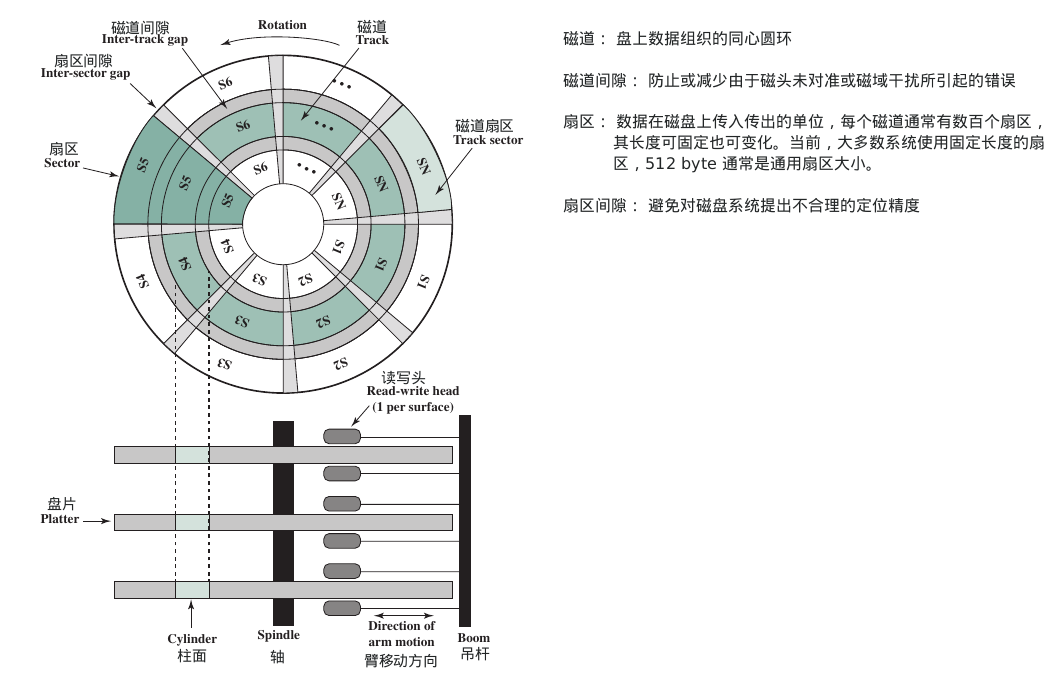 磁道间隙
Inter-track gap
Rotation
磁道
Track
扇区间隙
Inter-sector gap
磁道扇区
Track sector
扇区
Sector
S6
•••
S6
•••
S6
•••
S5
S5
S5
SN
SN
SN
S4
S4
S4
S1
S1
S1
S3
S3
S3
S2
S2
S2
读写头
Read-write head
(1 per surface)
盘片
Platter
Cylinder
柱面
Spindle
轴
Direction of
arm motion
臂移动方向
Boom
吊杆
磁道： 盘上数据组织的同心圆环
磁道间隙： 防止或减少由于磁头未对准或磁域干扰所引起的错误
扇区： 数据在磁盘上传入传出的单位，每个磁道通常有数百个扇区，
其长度可固定也可变化。当前，大多数系统使用固定长度的扇
区，512 byte 通常是通用扇区大小。
扇区间隙： 避免对磁盘系统提出不合理的定位精度